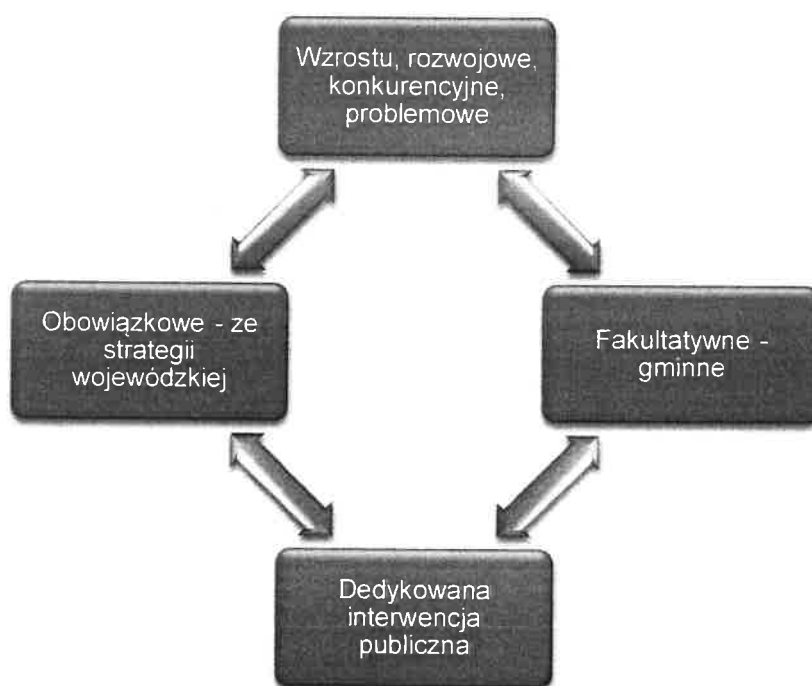 Wzrostu, rozwojowe,
konkurencyjne,
problemowe
Obowiązkowe - ze
strategii
wojewódzkiej
Fakultatywne -
gminne
Dedykowana
interwencja
publiczna